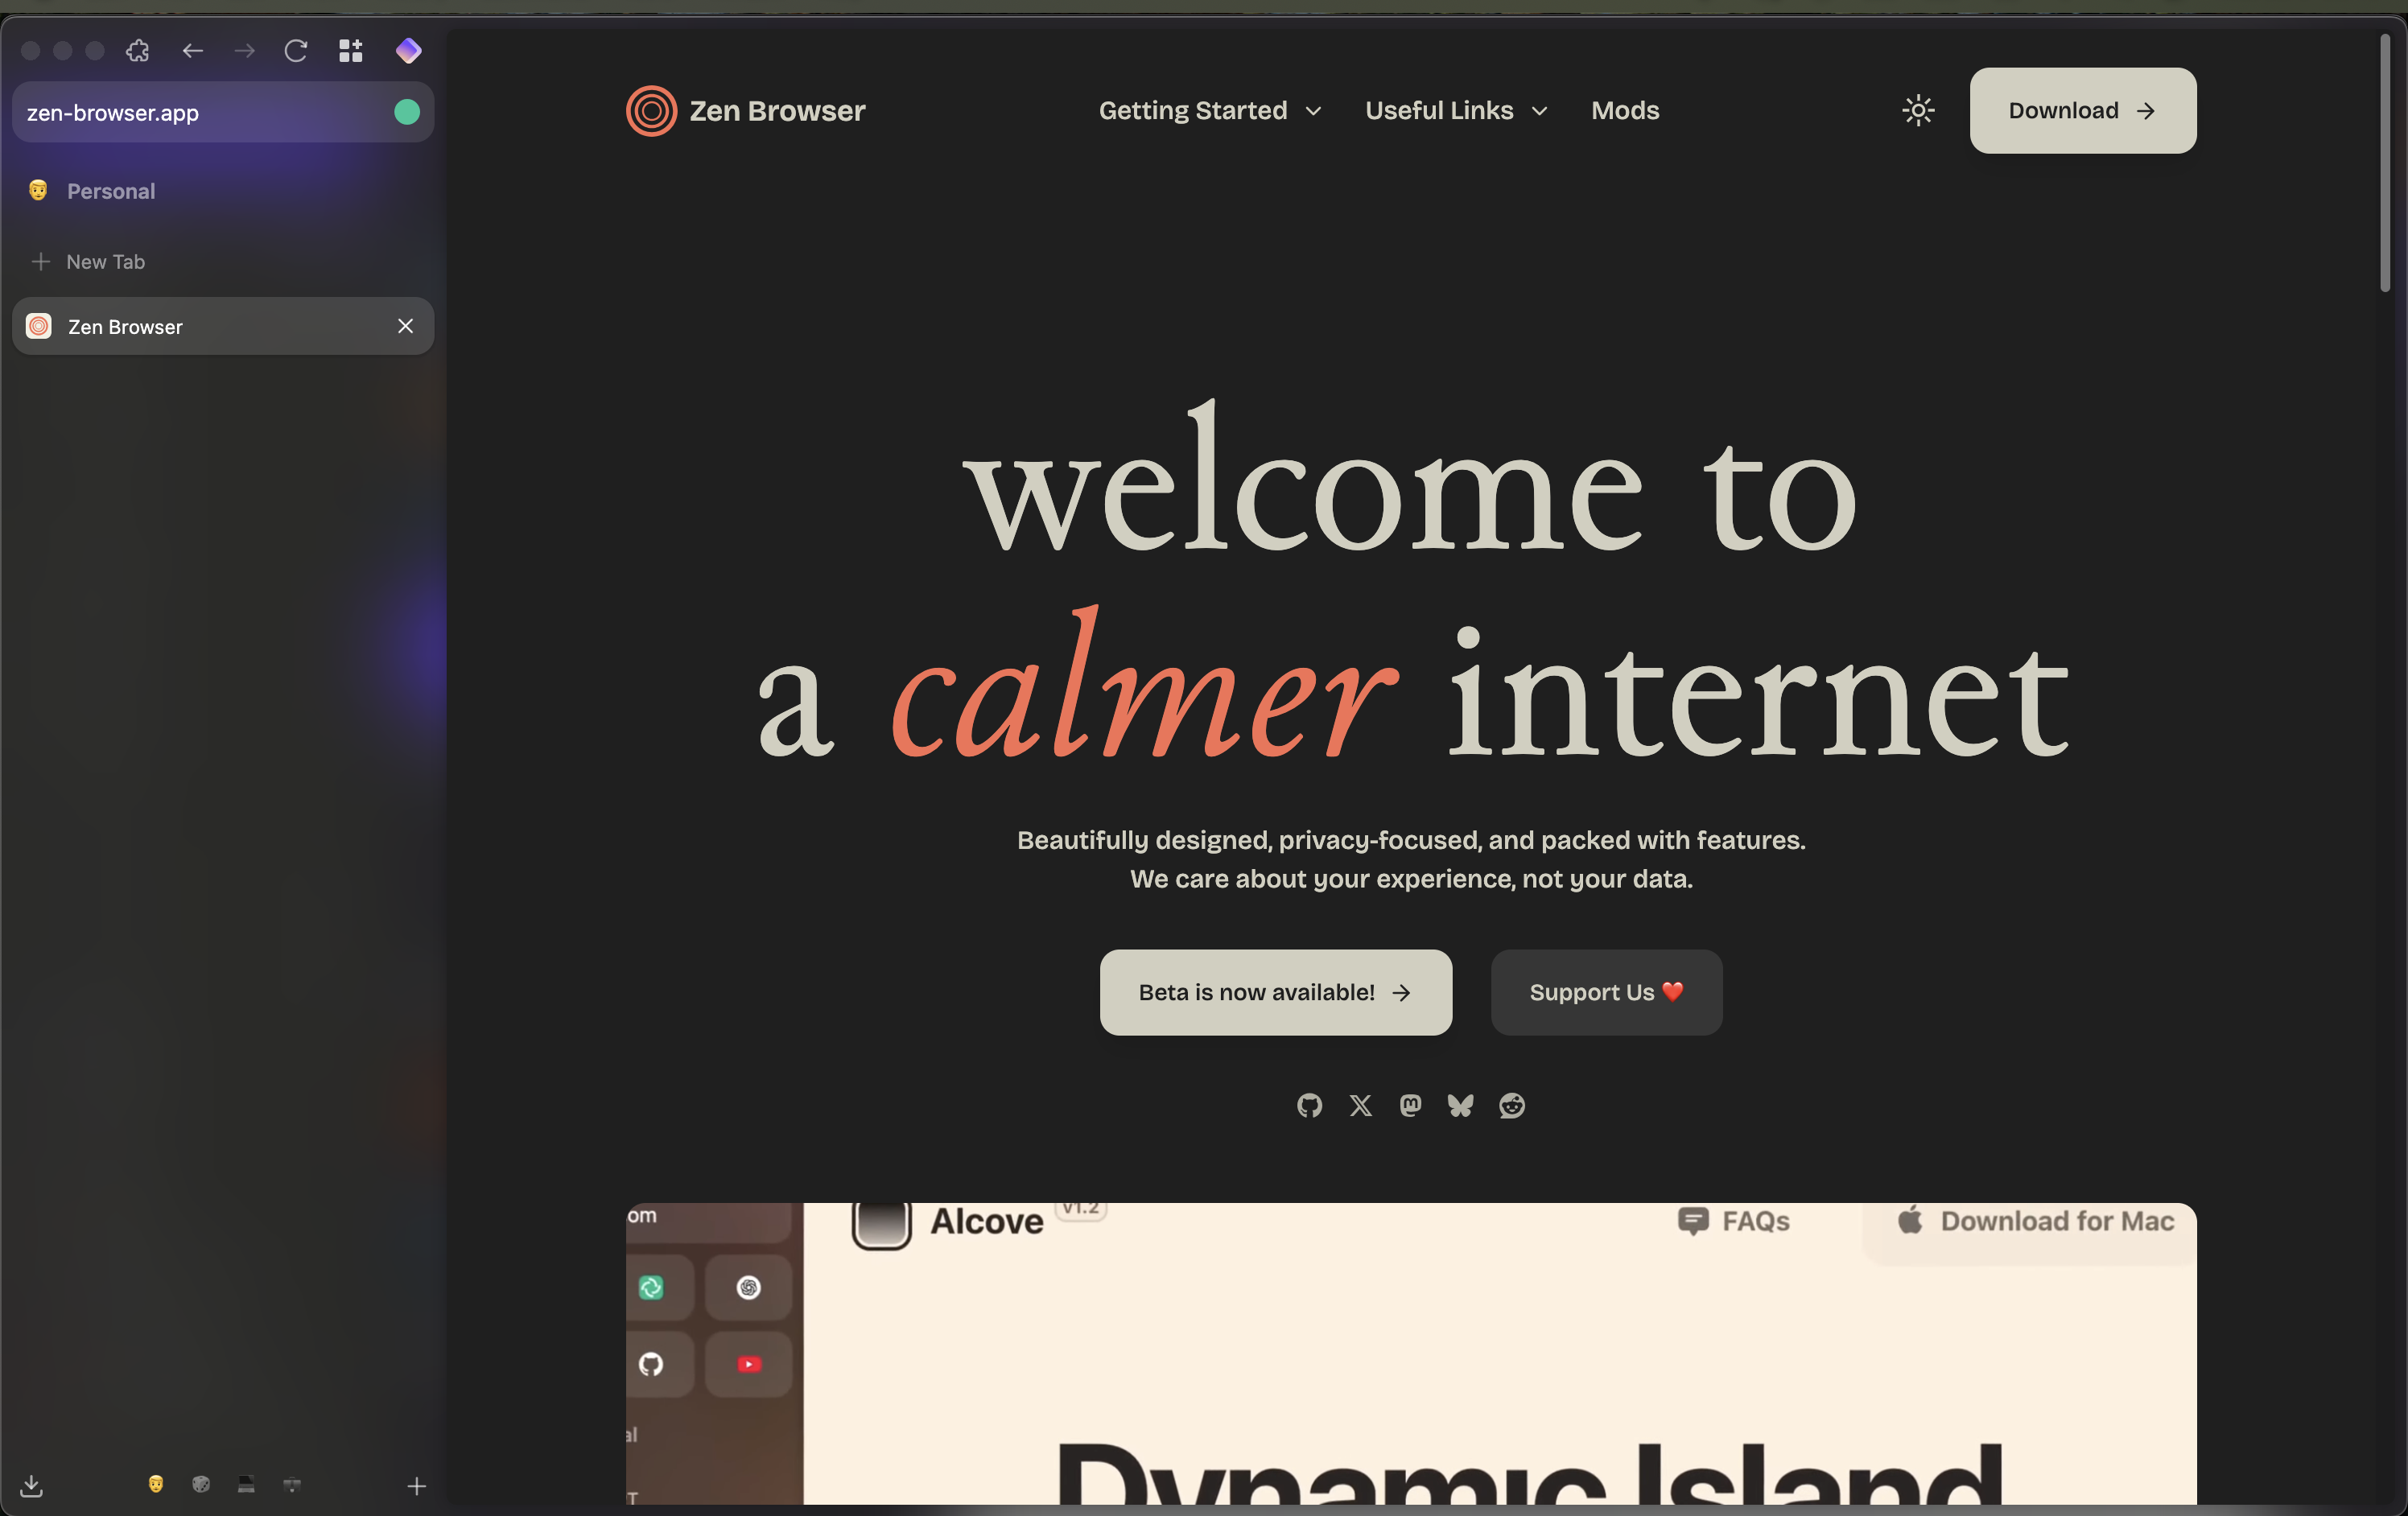 zen-browser.app
Personal
New Tab
Zen Browser
Zen Browser
Getting Started
Useful Links
Mods
Download
welcome to
a calmer internet
Beautifully designed, privacy-focused, and packed with features.
We care about your experience, not your data.
Beta is now available!
Support Us
om
Alcove
V1.2
FAQs
Download for Mac
al
T
Dynamic Island